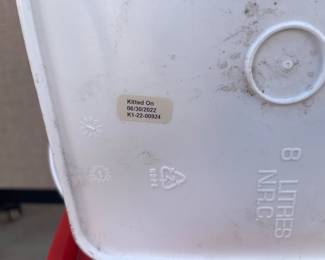 Kitted On
06/30/2022
K1-22-00924
8 LITRES
N.R.C.